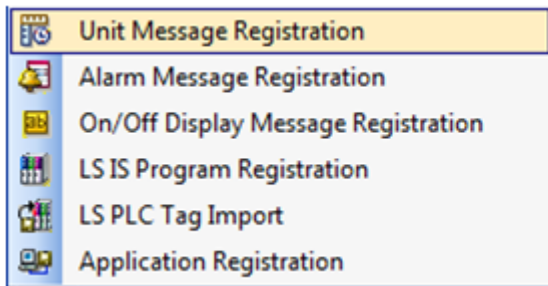 Unit Message Registration
Alarm Message Registration
On/Off Display Message Registration
LS IS Program Registration
LS PLC Tag Import
Application Registration